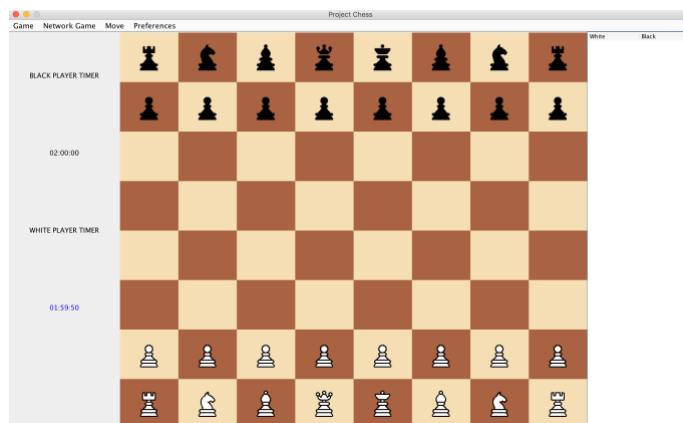 Project Chess
Game Network Game Move Preferences
White Black
BLACK PLAYER TIMER
02:00:00
WHITE PLAYER TIMER
01:59:50